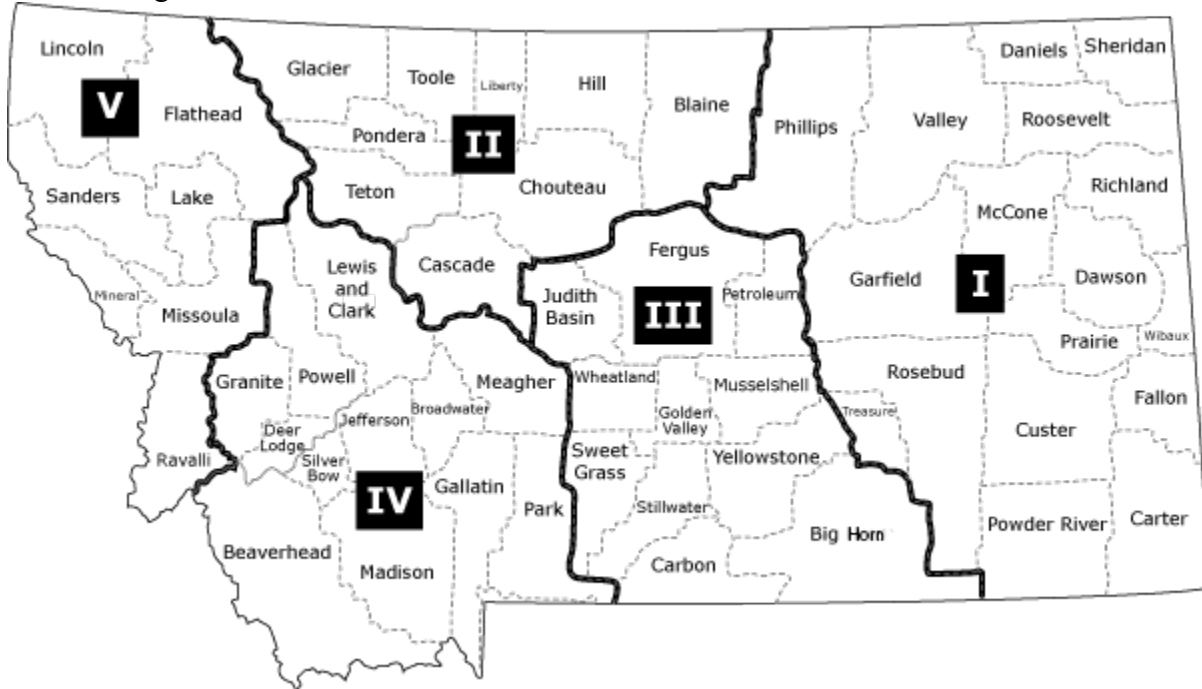 Lincoln
V
Flathead
Sanders
Lake
Mineral
Missoula
Ravalli
Glacier
Toole
Liberty
Hill
Blaine
Pondera
II
Teton
Chouteau
Cascade
Lewis
and
Clark
Granite
Powell
Deer
Lodge
Jefferson
Broadwater
Meagher
Silver
Bow
IV
Gallatin
Park
Beaverhead
Madison
Fergus
Judith
Basin
III
Petroleum
Wheatland
Musselshell
Golden
Valley
Sweet
Grass
Yellowstone
Stillwater
Carbon
Big Horn
Phillips
Valley
Daniels
Sheridan
Roosevelt
Richland
McCone
Garfield
I
Dawson
Prairie
Wibaux
Rosebud
Treasure
Fallon
Custer
Powder River
Carter